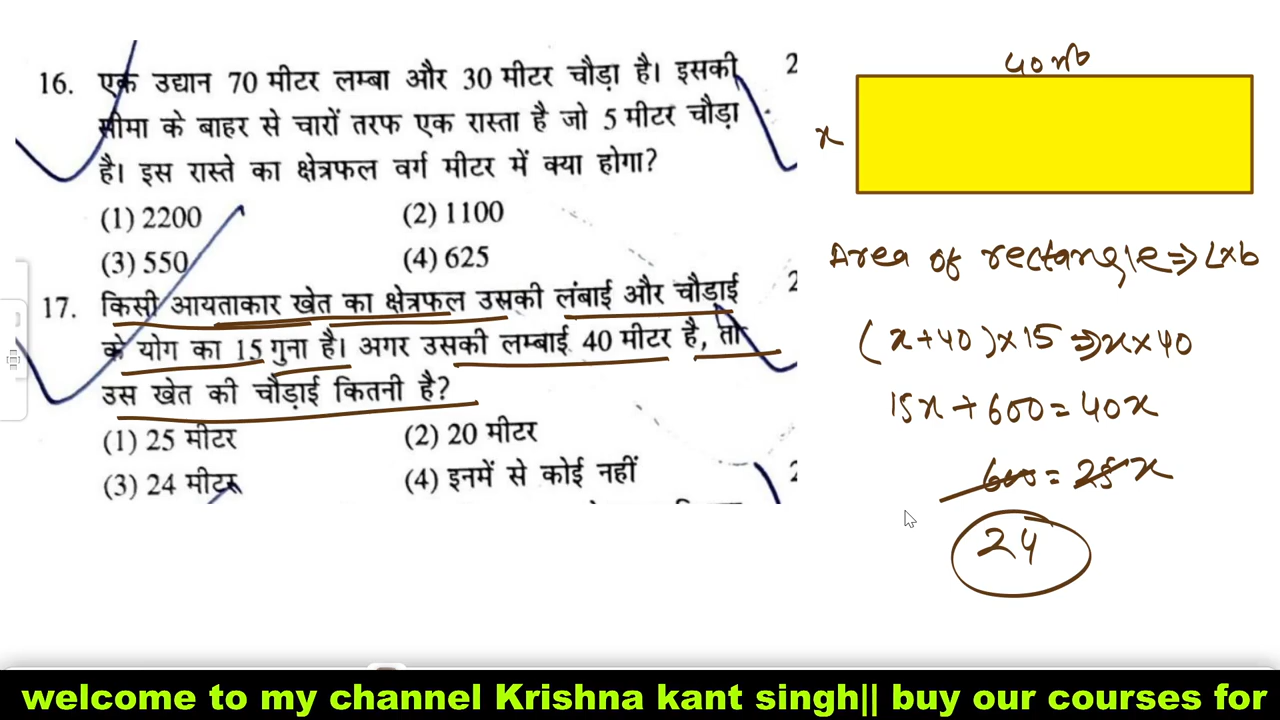 16. एक उद्यान 70 मीटर लम्बा और 30 मीटर चौड़ा है। इसकी
सीमा के बाहर से चारों तरफ एक रास्ता है जो 5 मीटर चौड़ा
है। इस रास्ते का क्षेत्रफल वर्ग मीटर में क्या होगा?
(1) 2200 (2) 1100
(3) 550 (4) 625
17. किसी आयताकार खेत का क्षेत्रफल उसकी लंबाई और चौड़ाई
के योग का 15 गुना है। अगर उसकी लम्बाई 40 मीटर है, तो
उस खेत की चौड़ाई कितनी है?
(1) 25 मीटर (2) 20 मीटर
(3) 24 मीटर (4) इनमें से कोई नहीं
2
2
2
x
Area of rectangle => L×b
(x+40)×15 => x×40
15x+600=40x
600=25x
24
welcome to my channel Krishna kant singh|| buy our courses for